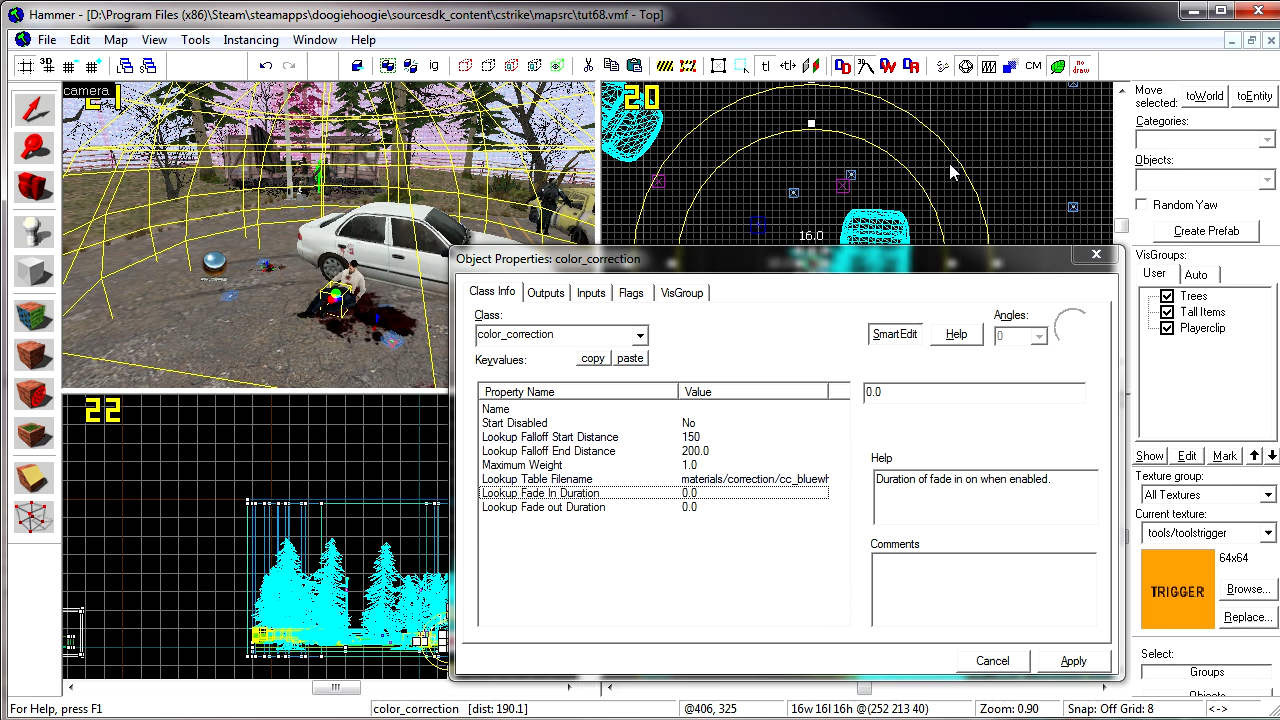 Hammer - [D:\Program Files (x86)\Steam\steamapps\doogiehoogie\sourcesdk_content\cstrike\mapsrc\tut68.vmf - Top]
File Edit Map View Tools Instancing Window Help
camera
20
16.0
22
Move selected: toWorld toEntity
Categories:
Objects:
Random Yaw
Create Prefab
VisGroups:
User Auto
Trees
Tall Items
Playerclip
Show Edit Mark
Texture group:
All Textures
Current texture:
tools/toolstrigger
TRIGGER
64x64
Browse...
Replace...
Select:
Groups
Objects
Object Properties: color_correction
Class Info Outputs Inputs Flags VisGroup
Class:
color_correction
SmartEdit Help
Angles:
0
Keyvalues: copy paste
Property Name Value
0.0
Name
Start Disabled No
Lookup Falloff Start Distance 150
Lookup Falloff End Distance 200.0
Maximum Weight 1.0
Lookup Table Filename materials/correction/cc_bluewh
Lookup Fade In Duration 0.0
Lookup Fade out Duration 0.0
Help
Duration of fade in on when enabled.
Comments
Cancel Apply
For Help, press F1
color_correction [dist: 190.1]
@406, 325
16w 16l 16h @(252 213 40)
Zoom: 0.90
Snap: Off Grid: 8
<->